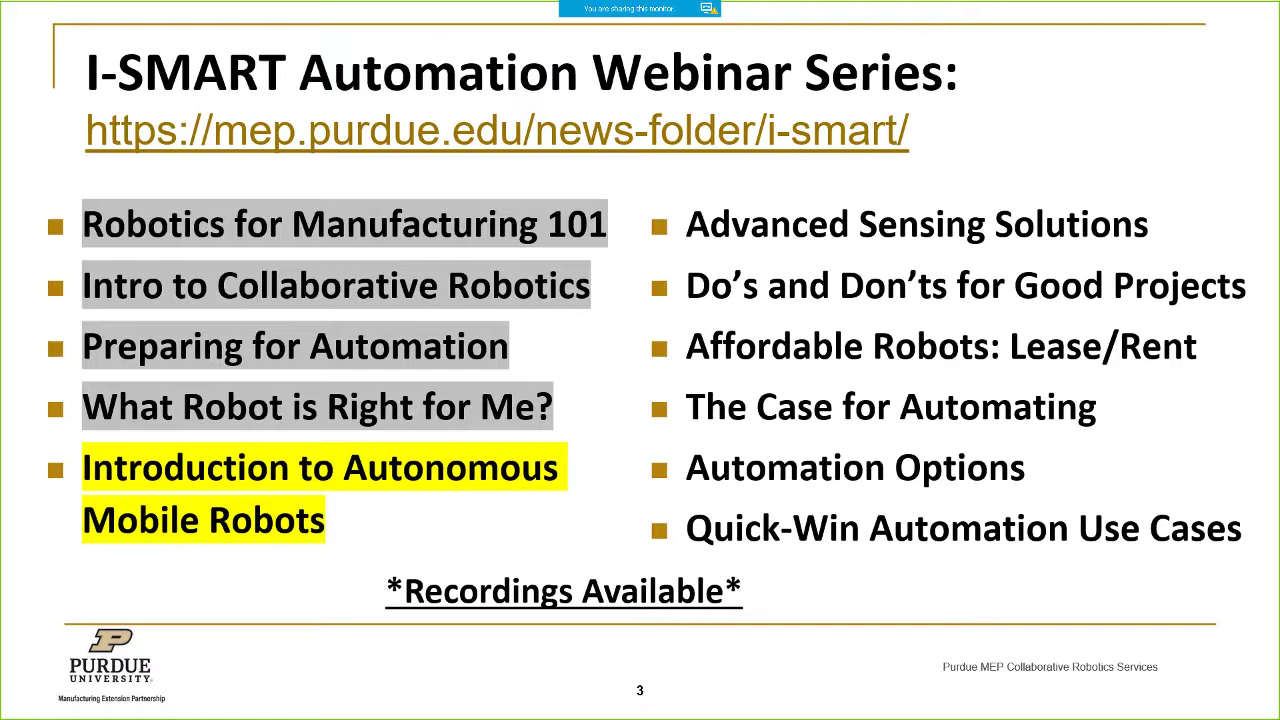 You are sharing this monitor.
I-SMART Automation Webinar Series:
https://mep.purdue.edu/news-folder/i-smart/
Robotics for Manufacturing 101
Intro to Collaborative Robotics
Preparing for Automation
What Robot is Right for Me?
Introduction to Autonomous
Mobile Robots
Advanced Sensing Solutions
Do’s and Don’ts for Good Projects
Affordable Robots: Lease/Rent
The Case for Automating
Automation Options
Quick-Win Automation Use Cases
*Recordings Available*
P
PURDUE
UNIVERSITY®
Manufacturing Extension Partnership
Purdue MEP Collaborative Robotics Services
3